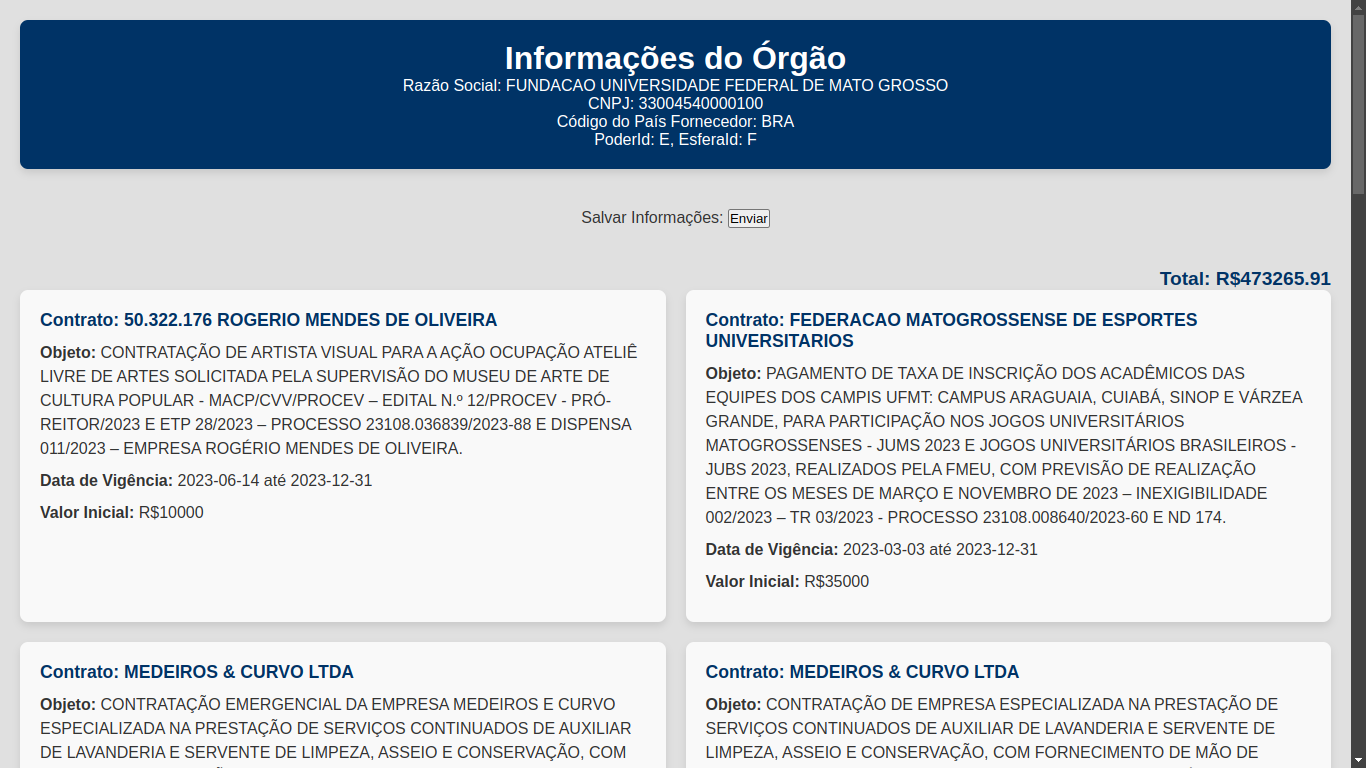 Informações do Órgão
Razão Social: FUNDACAO UNIVERSIDADE FEDERAL DE MATO GROSSO
CNPJ: 33004540000100
Código do País Fornecedor: BRA
PoderId: E, EsferaId: F
Salvar Informações: Enviar
Total: R$473265.91
Contrato: 50.322.176 ROGERIO MENDES DE OLIVEIRA
Objeto: CONTRATAÇÃO DE ARTISTA VISUAL PARA A AÇÃO OCUPAÇÃO ATELIÊ
LIVRE DE ARTES SOLICITADA PELA SUPERVISÃO DO MUSEU DE ARTE DE
CULTURA POPULAR - MACP/CVV/PROCEV – EDITAL N.º 12/PROCEV - PRÓ-
REITOR/2023 E ETP 28/2023 – PROCESSO 23108.036839/2023-88 E DISPENSA
011/2023 – EMPRESA ROGÉRIO MENDES DE OLIVEIRA.
Data de Vigência: 2023-06-14 até 2023-12-31
Valor Inicial: R$10000
Contrato: FEDERACAO MATOGROSSENSE DE ESPORTES
UNIVERSITARIOS
Objeto: PAGAMENTO DE TAXA DE INSCRIÇÃO DOS ACADÊMICOS DAS
EQUIPES DOS CAMPIS UFMT: CAMPUS ARAGUAIA, CUIABÁ, SINOP E VÁRZEA
GRANDE, PARA PARTICIPAÇÃO NOS JOGOS UNIVERSITÁRIOS
MATOGROSSENSES - JUMS 2023 E JOGOS UNIVERSITÁRIOS BRASILEIROS -
JUBS 2023, REALIZADOS PELA FMEU, COM PREVISÃO DE REALIZAÇÃO
ENTRE OS MESES DE MARÇO E NOVEMBRO DE 2023 – INEXIGIBILIDADE
002/2023 – TR 03/2023 - PROCESSO 23108.008640/2023-60 E ND 174.
Data de Vigência: 2023-03-03 até 2023-12-31
Valor Inicial: R$35000
Contrato: MEDEIROS & CURVO LTDA
Objeto: CONTRATAÇÃO EMERGENCIAL DA EMPRESA MEDEIROS E CURVO
ESPECIALIZADA NA PRESTAÇÃO DE SERVIÇOS CONTINUADOS DE AUXILIAR
DE LAVANDERIA E SERVENTE DE LIMPEZA, ASSEIO E CONSERVAÇÃO, COM
Contrato: MEDEIROS & CURVO LTDA
Objeto: CONTRATAÇÃO DE EMPRESA ESPECIALIZADA NA PRESTAÇÃO DE
SERVIÇOS CONTINUADOS DE AUXILIAR DE LAVANDERIA E SERVENTE DE
LIMPEZA, ASSEIO E CONSERVAÇÃO, COM FORNECIMENTO DE MÃO DE